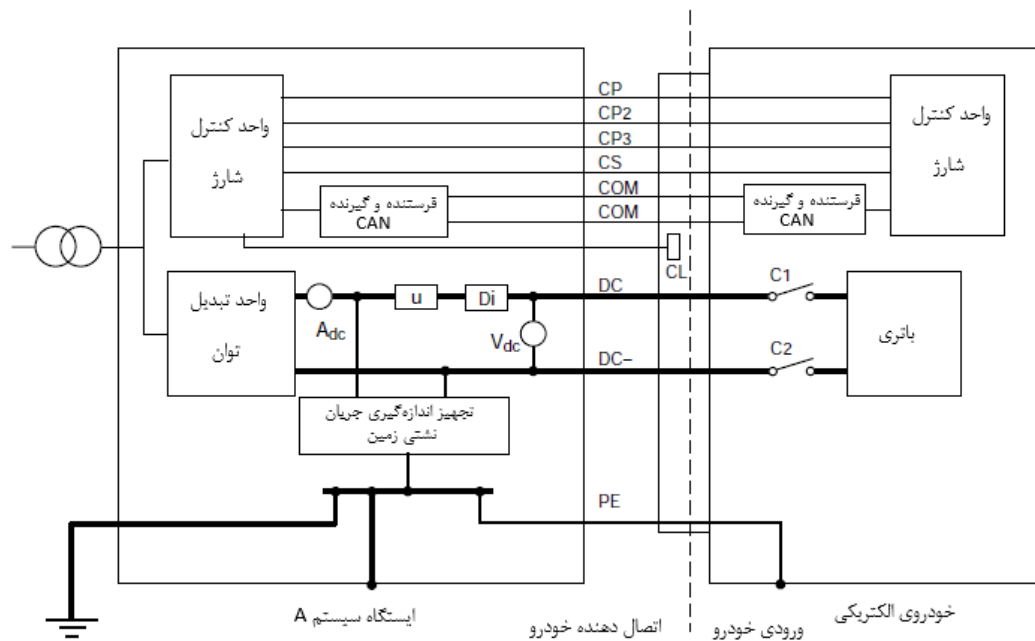 CP
CP2
CP3
CS
COM
COM
واحد کنترل
شارژ
واحد کنترل
شارژ
فرستنده و گیرنده
CAN
فرستنده و گیرنده
CAN
CL
DC
C1
واحد تبدیل
توان
Adc
u
Di
Vdc
باتری
DC–
C2
تجهیز اندازه‌گیری جریان
نشتی زمین
PE
ایستگاه سیستم A
اتصال دهنده خودرو
ورودی خودرو
خودروی الکتریکی